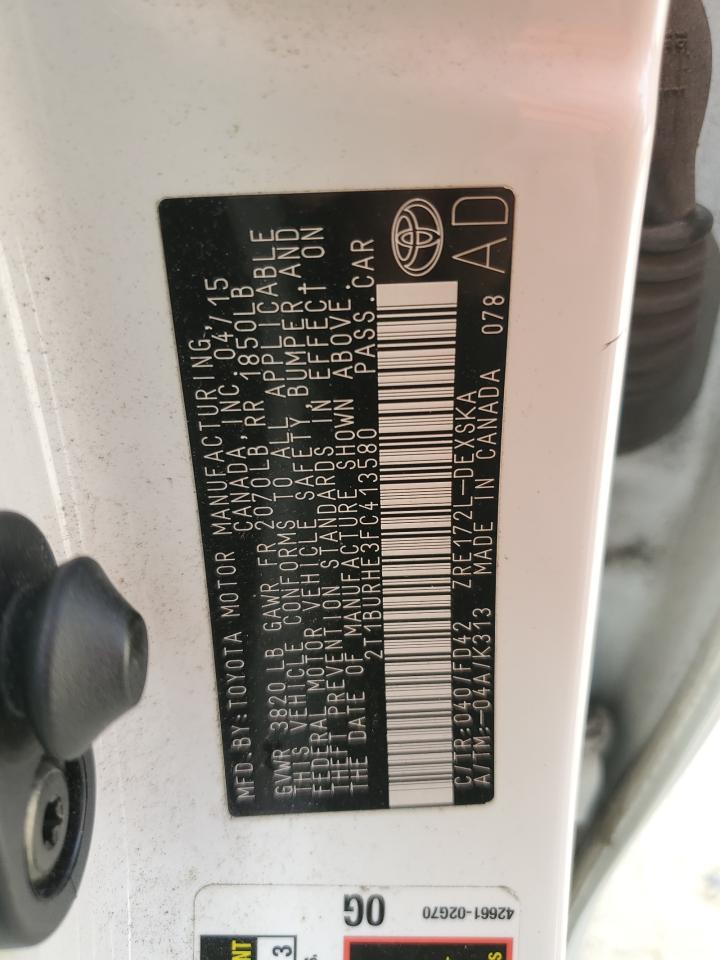 MFD.BY:TOYOTA MOTOR MANUFACTURING,
CANADA,INC.04/15
GVWR 3820LB GAWR FR 2070LB,RR 1850LB
THIS VEHICLE CONFORMS TO ALL APPLICABLE
FEDERAL MOTOR VEHICLE SAFETY, BUMPER, AND
THEFT PREVENTION STANDARDS IN EFFECT ON
THE DATE OF MANUFACTURE SHOWN ABOVE.
2T1BURHE3FC413580 PASS.CAR
C/TR:040/FD42 ZRE172L-DEXSKA AD
A/TM:-04A/K313 MADE IN CANADA 078
42661-02G70
0G
3